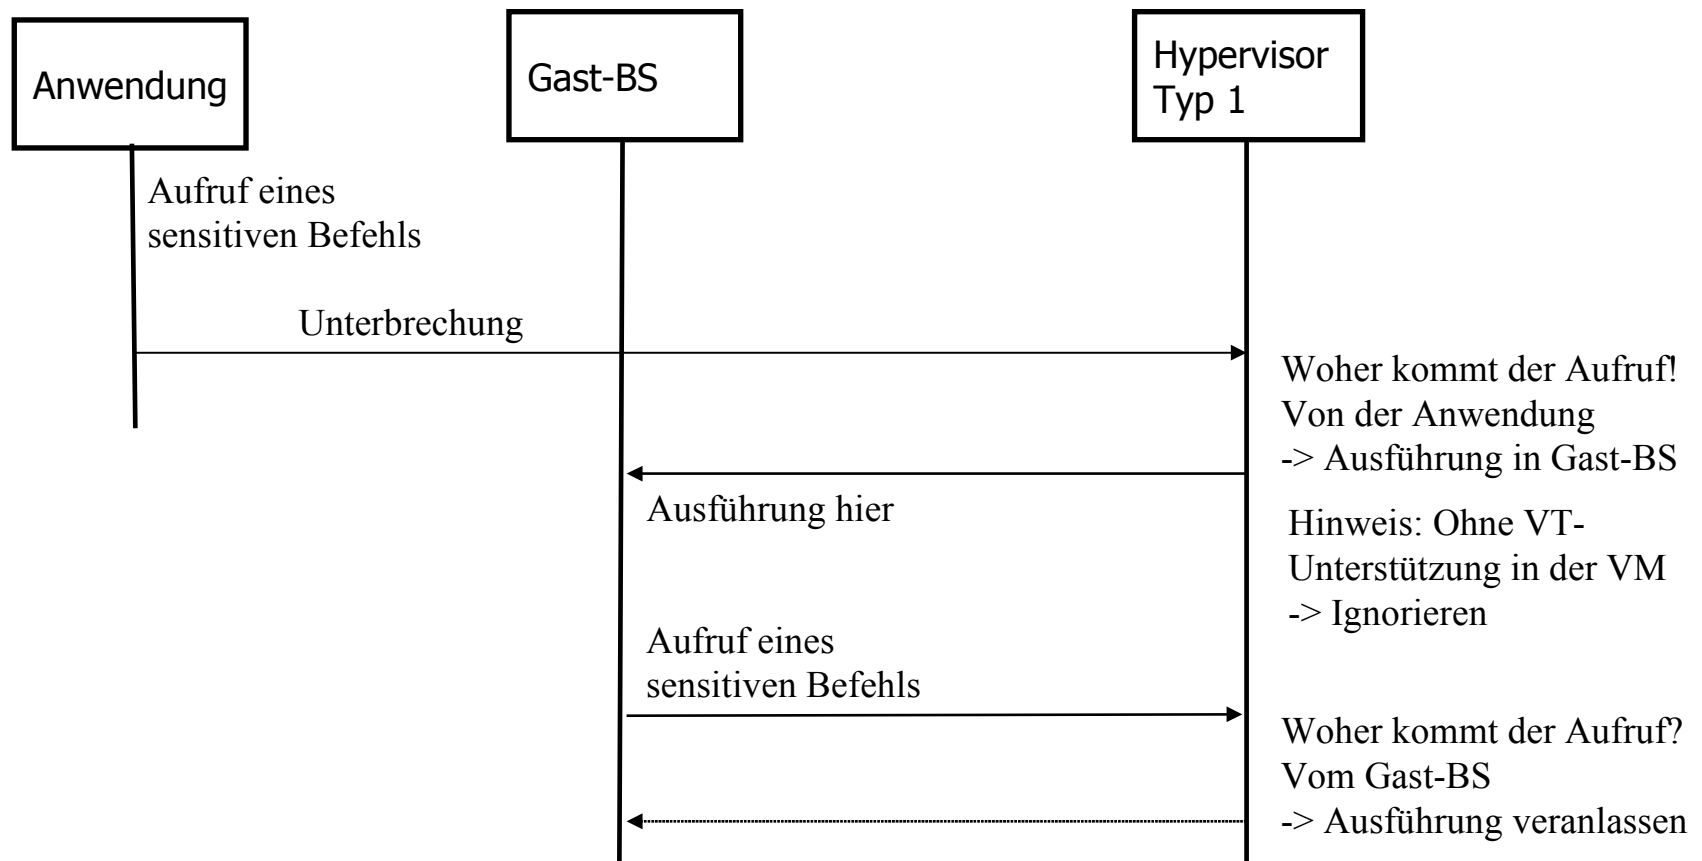 Anwendung
Gast-BS
Hypervisor
Typ 1
Aufruf eines
sensitiven Befehls
Unterbrechung
Woher kommt der Aufruf!
Von der Anwendung
-> Ausführung in Gast-BS
Ausführung hier
Hinweis: Ohne VT-
Unterstützung in der VM
-> Ignorieren
Aufruf eines
sensitiven Befehls
Woher kommt der Aufruf?
Vom Gast-BS
-> Ausführung veranlassen